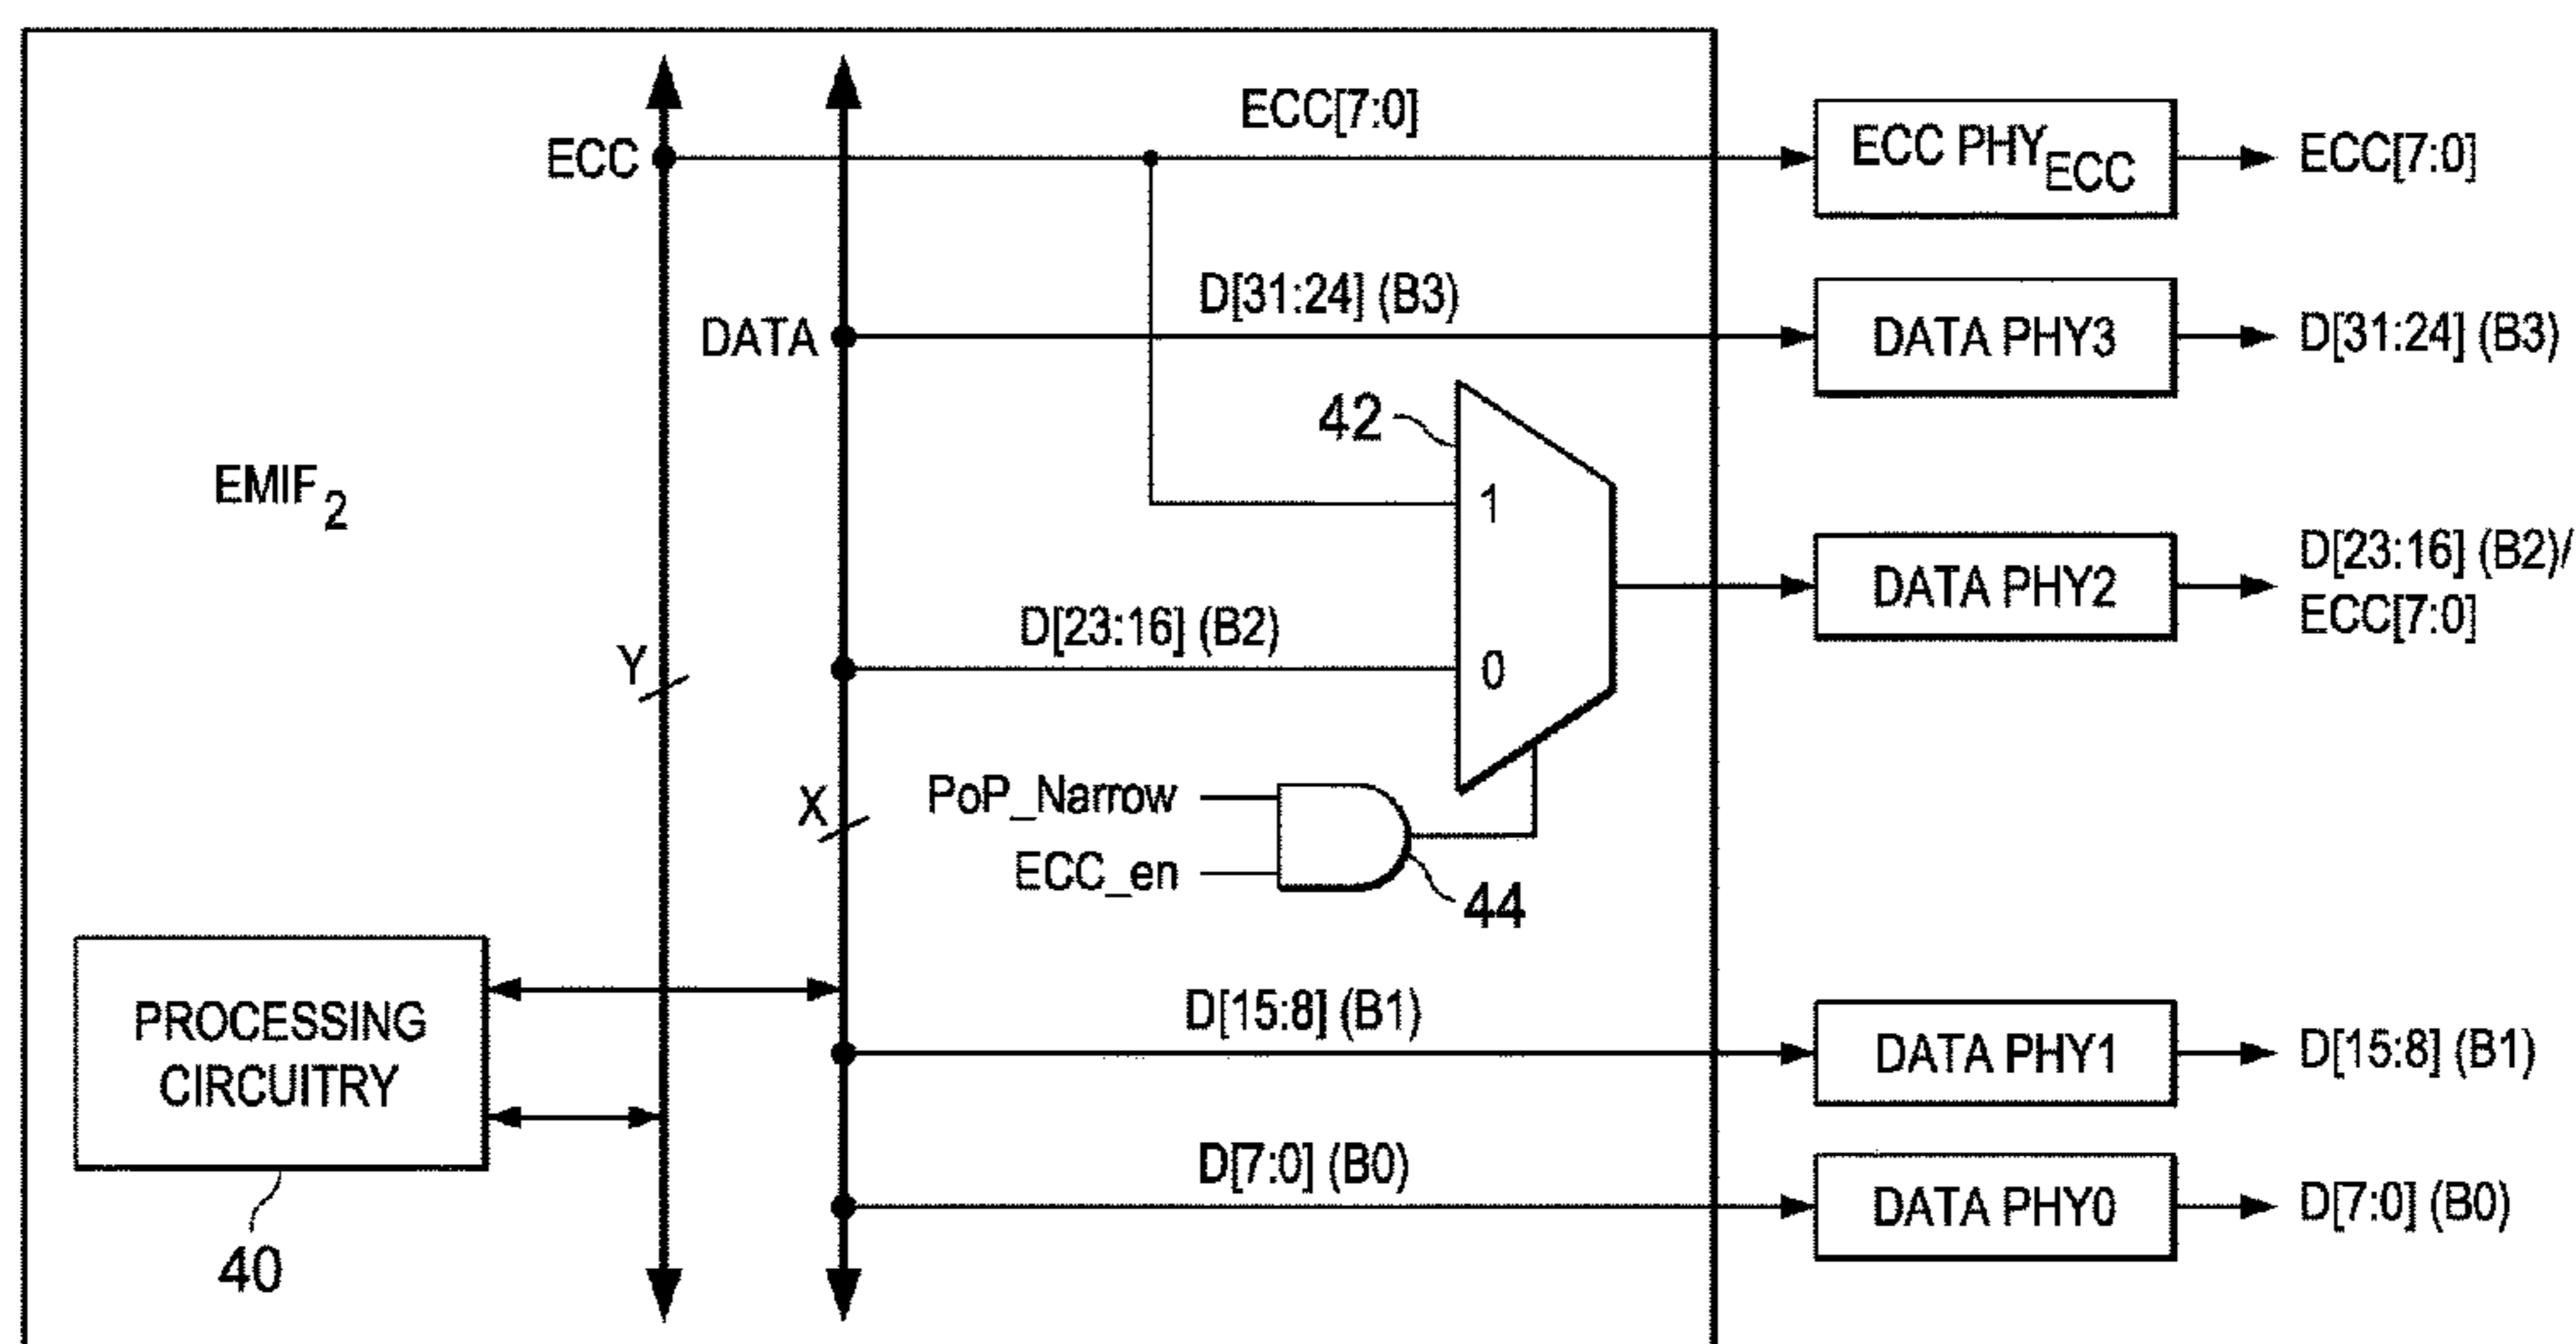 ECC[7:0]
ECC
ECC PHY ECC
ECC[7:0]
D[31:24] (B3)
DATA
DATA PHY3
D[31:24] (B3)
42
EMIF2
1
D[23:16] (B2)
0
DATA PHY2
D[23:16] (B2)/
ECC[7:0]
Y
X
PoP_Narrow
ECC_en
44
PROCESSING
CIRCUITRY
40
D[15:8] (B1)
DATA PHY1
D[15:8] (B1)
D[7:0] (B0)
DATA PHY0
D[7:0] (B0)